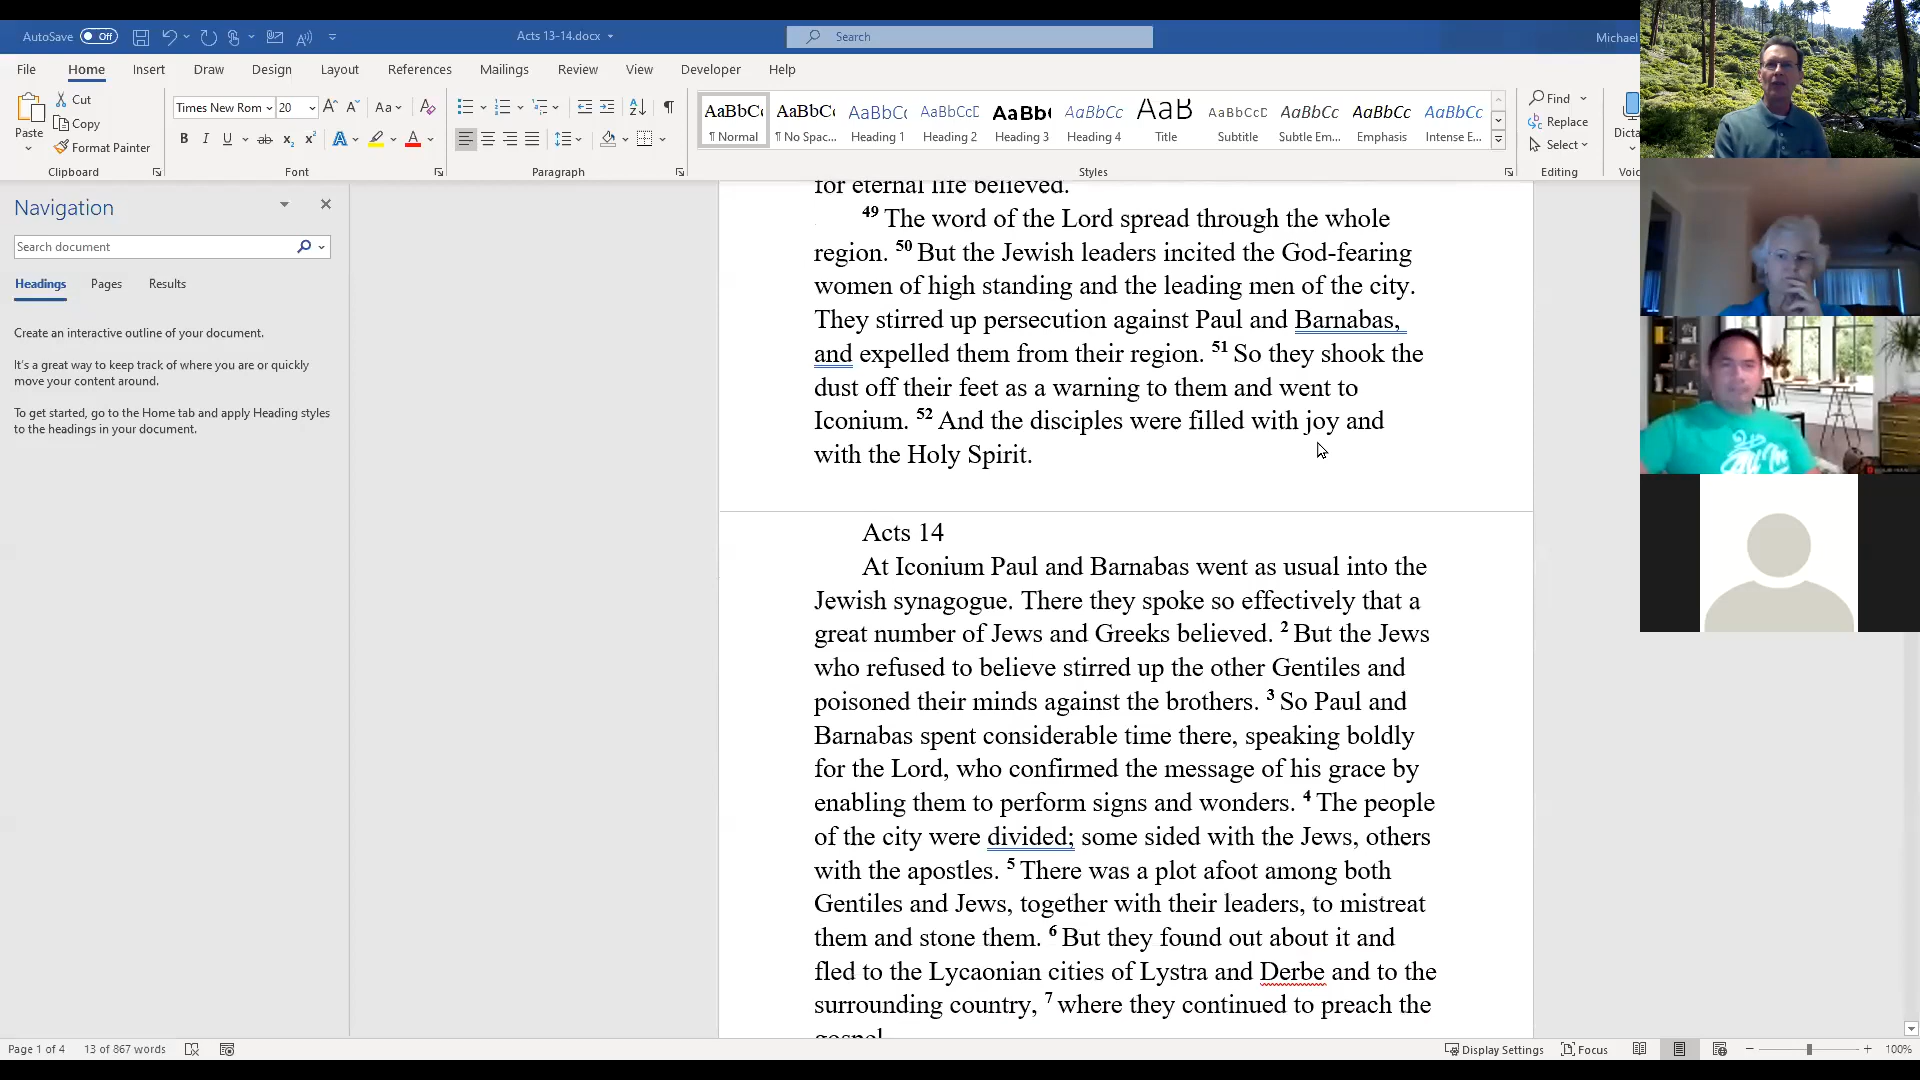 AutoSave Off Acts 13-14.docx Search Michael
File Home Insert Draw Design Layout References Mailings Review View Developer Help
Paste Cut Copy Format Painter
Times New Rom 20
AaBbC AaBbC AaBbC AaBbCcD AaBbC AaBbCc AaB AaBbCcD AaBbCc AaBbCc AaBbCc
¶ Normal ¶ No Spac... Heading 1 Heading 2 Heading 3 Heading 4 Title Subtitle Subtle Em... Emphasis Intense E...
Find
Replace
Select
Dicta
Clipboard Font Paragraph Styles Editing Voic
Navigation
Search document
Headings Pages Results
Create an interactive outline of your document.
It's a great way to keep track of where you are or quickly
move your content around.
To get started, go to the Home tab and apply Heading styles
to the headings in your document.
for eternal life believed.
49 The word of the Lord spread through the whole
region. 50 But the Jewish leaders incited the God-fearing
women of high standing and the leading men of the city.
They stirred up persecution against Paul and Barnabas,
and expelled them from their region. 51 So they shook the
dust off their feet as a warning to them and went to
Iconium. 52 And the disciples were filled with joy and
with the Holy Spirit.
Acts 14
At Iconium Paul and Barnabas went as usual into the
Jewish synagogue. There they spoke so effectively that a
great number of Jews and Greeks believed. 2 But the Jews
who refused to believe stirred up the other Gentiles and
poisoned their minds against the brothers. 3 So Paul and
Barnabas spent considerable time there, speaking boldly
for the Lord, who confirmed the message of his grace by
enabling them to perform signs and wonders. 4 The people
of the city were divided; some sided with the Jews, others
with the apostles. 5 There was a plot afoot among both
Gentiles and Jews, together with their leaders, to mistreat
them and stone them. 6 But they found out about it and
fled to the Lycaonian cities of Lystra and Derbe and to the
surrounding country, 7 where they continued to preach the
gospel
Page 1 of 4 13 of 867 words Display Settings Focus 100%